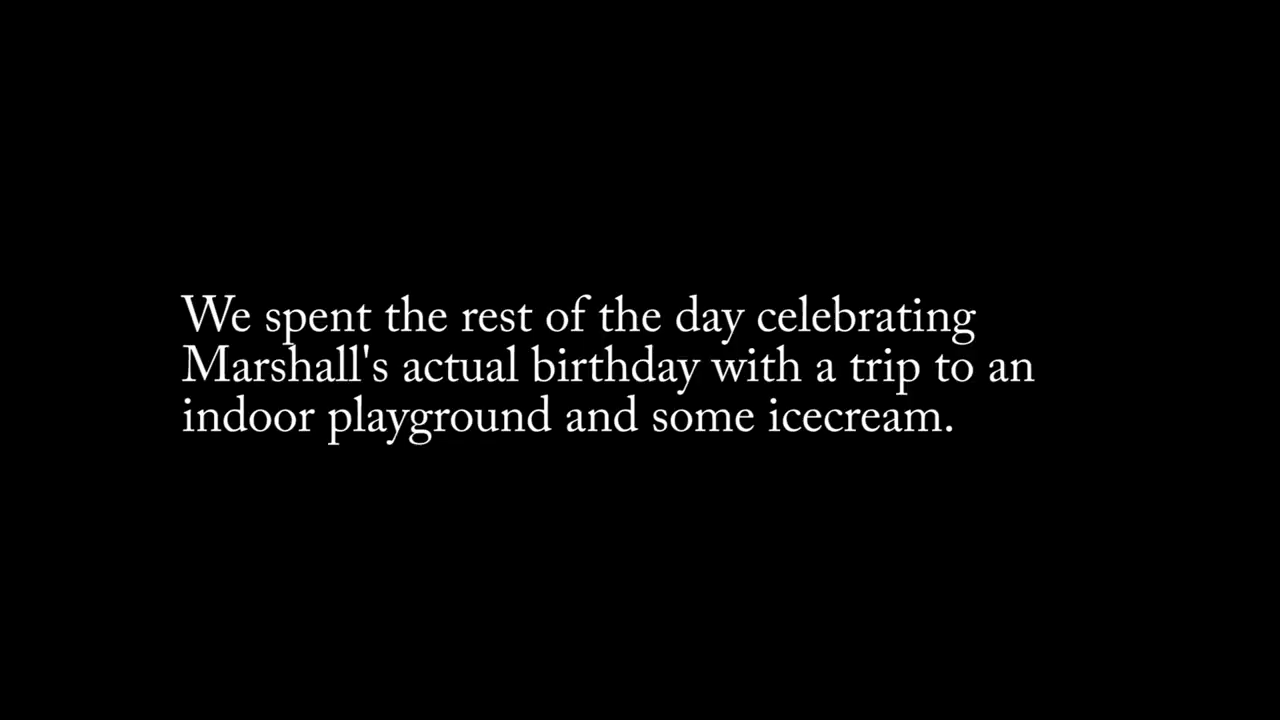 We spent the rest of the day celebrating
Marshall's actual birthday with a trip to an
indoor playground and some icecream.